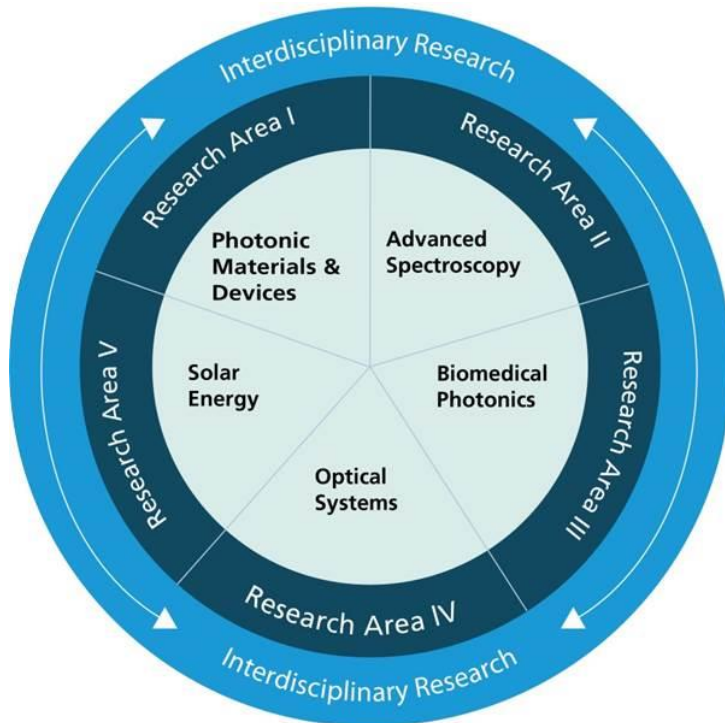 Interdisciplinary Research
Research Area I
Research Area II
Photonic
Materials &
Devices
Advanced
Spectroscopy
Solar
Energy
Biomedical
Photonics
Research Area V
Research Area III
Optical
Systems
Research Area IV
Interdisciplinary Research